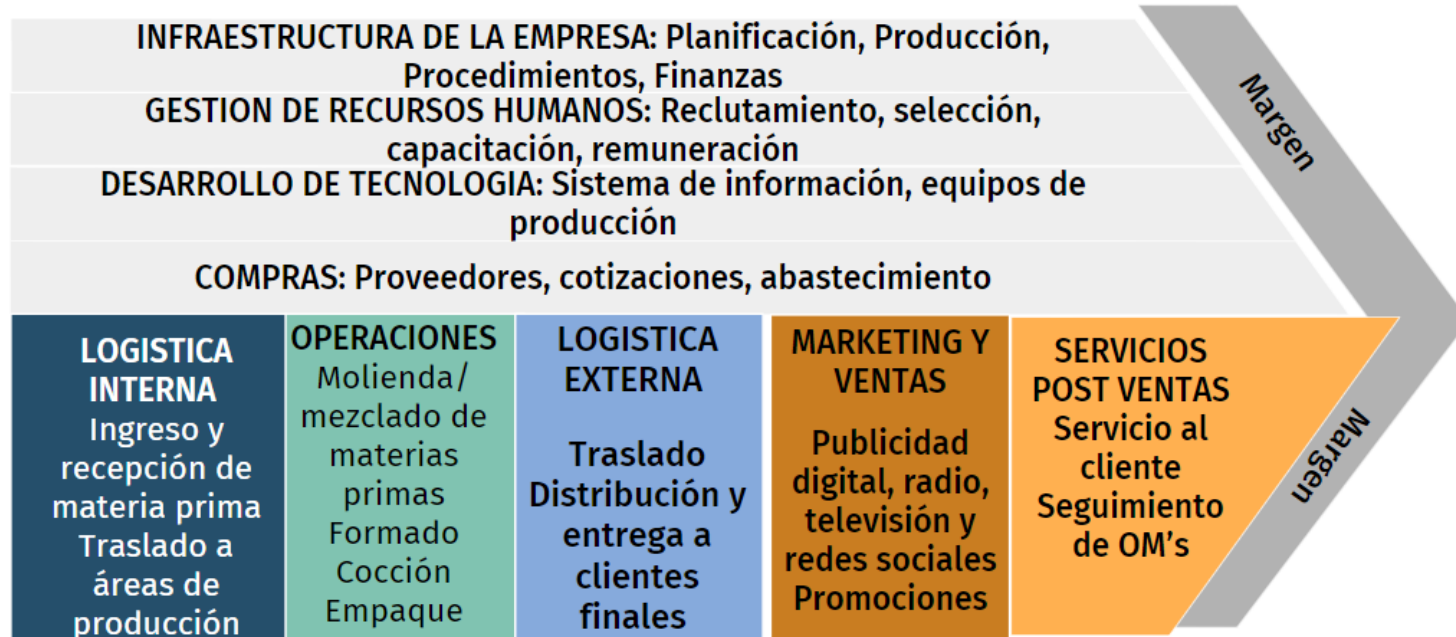 INFRAESTRUCTURA DE LA EMPRESA: Planificación, Producción,
Procedimientos, Finanzas
GESTION DE RECURSOS HUMANOS: Reclutamiento, selección,
capacitación, remuneración
DESARROLLO DE TECNOLOGIA: Sistema de información, equipos de
producción
COMPRAS: Proveedores, cotizaciones, abastecimiento
Margen
LOGISTICA
INTERNA
Ingreso y
recepción de
materia prima
Traslado a
áreas de
producción
OPERACIONES
Molienda/
mezclado de
materias
primas
Formado
Cocción
Empaque
LOGISTICA
EXTERNA
Traslado
Distribución y
entrega a
clientes
finales
MARKETING Y
VENTAS
Publicidad
digital, radio,
televisión y
redes sociales
Promociones
SERVICIOS
POST VENTAS
Servicio al
cliente
Seguimiento
de OM’s
Margen